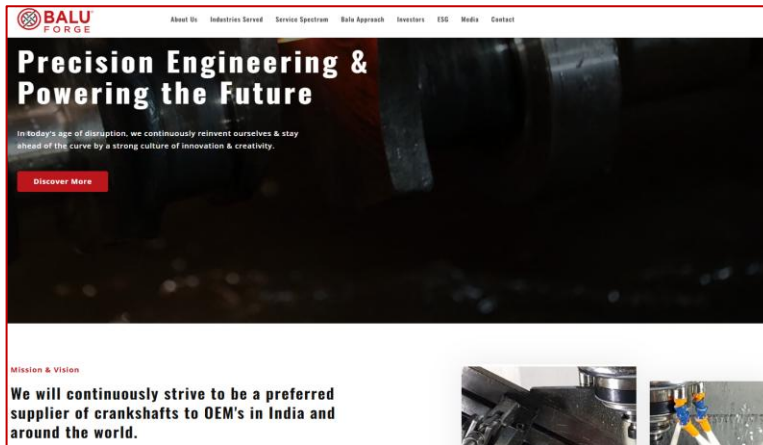 BALU
FORGE
About Us Industries Served Service Spectrum Balu Approach Investors ESG Media Contact
Precision Engineering &
Powering the Future
In today's age of disruption, we continuously reinvent ourselves & stay
ahead of the curve by a strong culture of innovation & creativity.
Discover More
Mission & Vision
We will continuously strive to be a preferred
supplier of crankshafts to OEM's in India and
around the world.